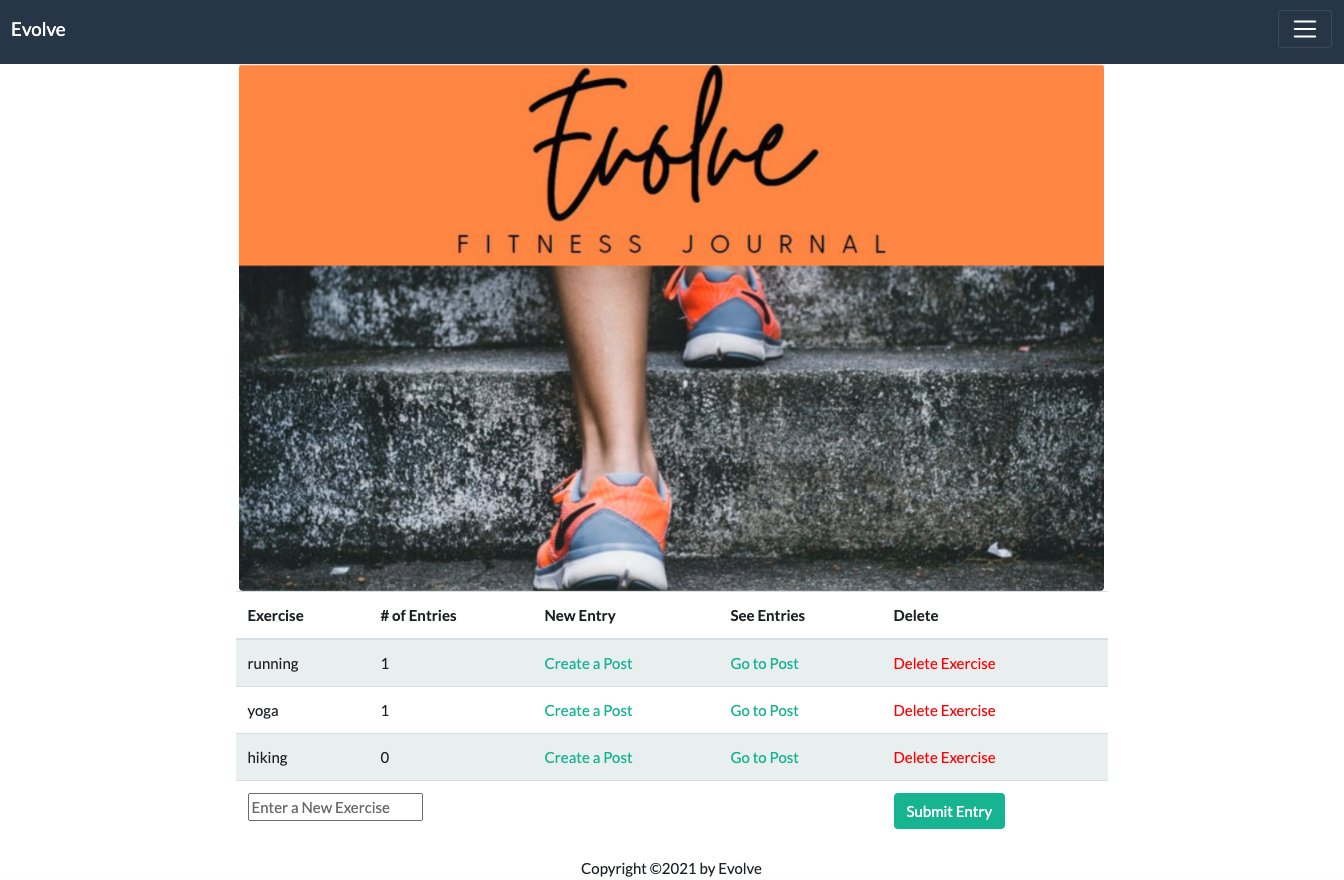 Evolve
Evolve
FITNESS JOURNAL
Exercise # of Entries New Entry See Entries Delete
running 1 Create a Post Go to Post Delete Exercise
yoga 1 Create a Post Go to Post Delete Exercise
hiking 0 Create a Post Go to Post Delete Exercise
Enter a New Exercise Submit Entry
Copyright ©2021 by Evolve